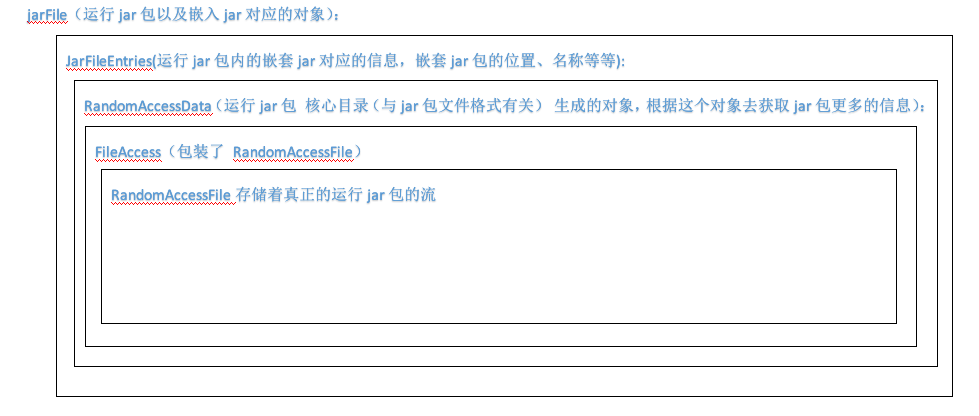 jarFile（运行 jar 包以及嵌入 jar 对应的对象）：
JarFileEntries(运行 jar 包内的嵌套 jar 对应的信息，嵌套 jar 包的位置、名称等等):
RandomAccessData（运行 jar 包 核心目录（与 jar 包文件格式有关） 生成的对象，根据这个对象去获取 jar 包更多的信息）：
FileAccess（包装了 RandomAccessFile）
RandomAccessFile 存储着真正的运行 jar 包的流